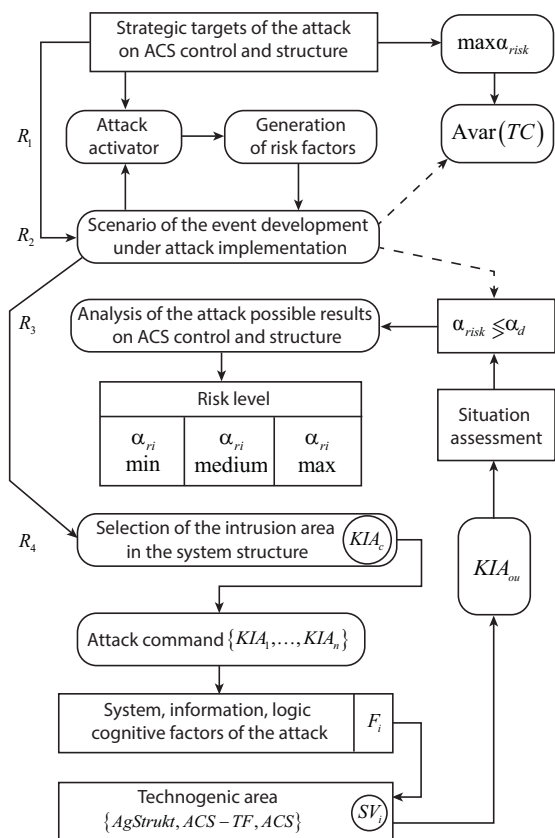 Strategic targets of the attack
on ACS control and structure
maxα_risk
R_1
Attack
activator
Generation
of risk factors
Avar(TC)
R_2
Scenario of the event development
under attack implementation
R_3
Analysis of the attack possible results
on ACS control and structure
α_risk ≶ α_d
Risk level
α_ri
min
α_ri
medium
α_ri
max
Situation
assessment
R_4
Selection of the intrusion area
in the system structure
KIA_c
KIA_ou
Attack command {KIA_1,…,KIA_n}
System, information, logic
cognitive factors of the attack
F_i
Technogenic area
{AgStrukt, ACS – TF, ACS}
SV_i